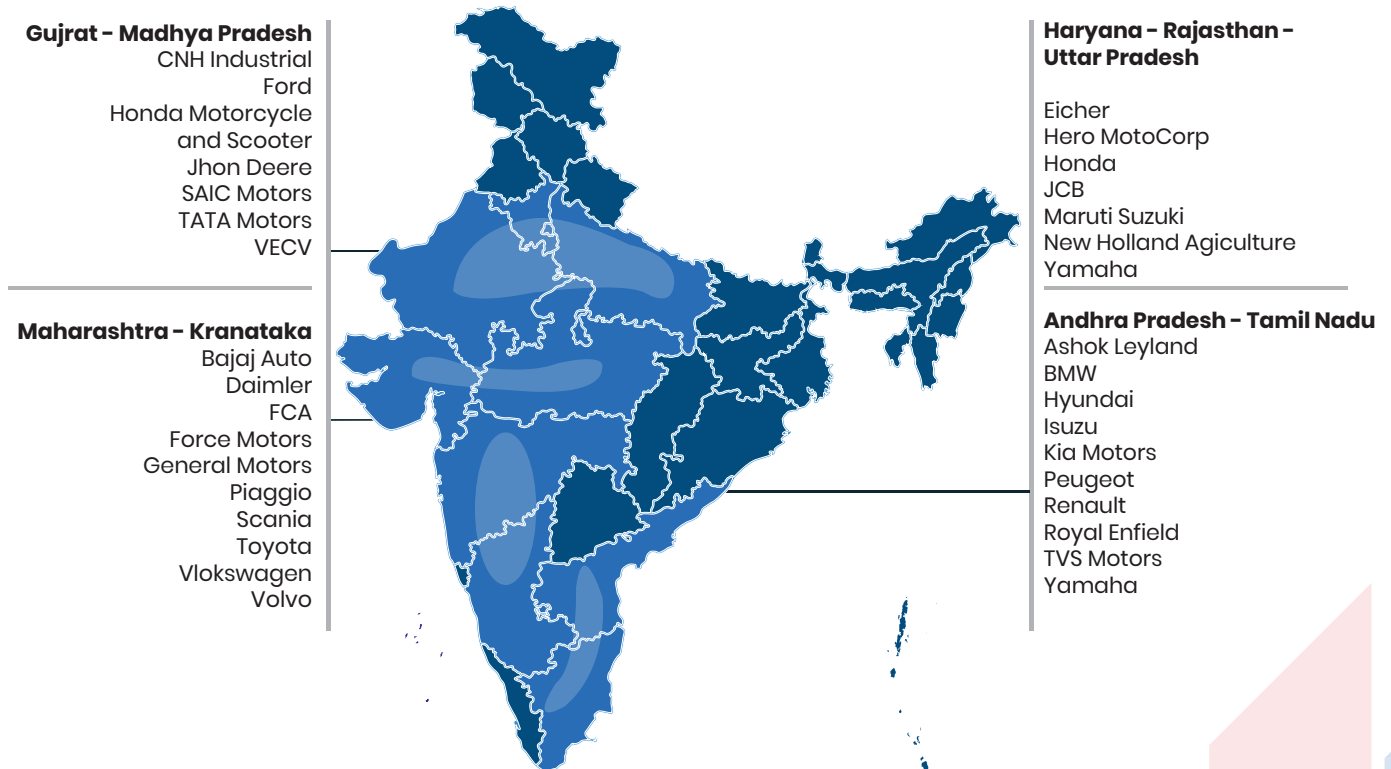 Gujrat - Madhya Pradesh
CNH Industrial
Ford
Honda Motorcycle
and Scooter
Jhon Deere
SAIC Motors
TATA Motors
VECV
Maharashtra - Kranataka
Bajaj Auto
Daimler
FCA
Force Motors
General Motors
Piaggio
Scania
Toyota
Vlokswagen
Volvo
Haryana - Rajasthan -
Uttar Pradesh
Eicher
Hero MotoCorp
Honda
JCB
Maruti Suzuki
New Holland Agiculture
Yamaha
Andhra Pradesh - Tamil Nadu
Ashok Leyland
BMW
Hyundai
Isuzu
Kia Motors
Peugeot
Renault
Royal Enfield
TVS Motors
Yamaha